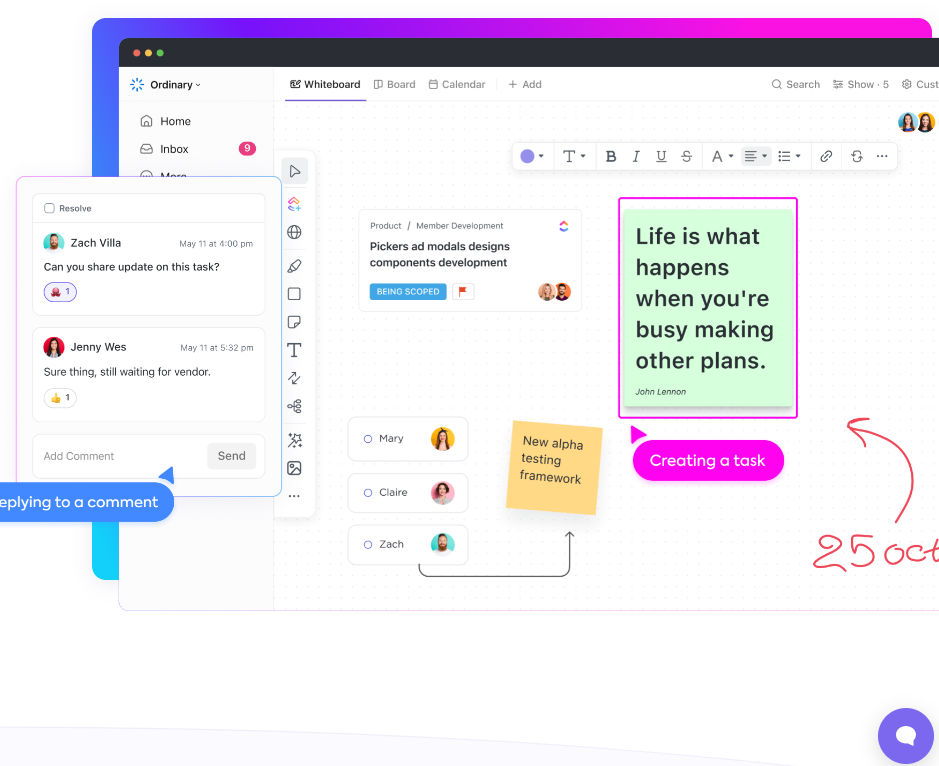 Ordinary
Whiteboard
Board
Calendar
Add
Search
Show · 5
Home
Inbox
9
Resolve
Zach Villa
May 11 at 4:00 pm
Can you share update on this task?
1
Jenny Wes
May 11 at 5:32 pm
Sure thing, still waiting for vendor.
1
Add Comment
Send
T
B
I
U
S
A
Product / Member Development
Pickers ad modals designs
components development
BEING SCOPED
Life is what
happens
when you're
busy making
other plans.
John Lennon
Creating a task
Mary
Claire
Zach
New alpha
testing
framework
to a comment
25 oct